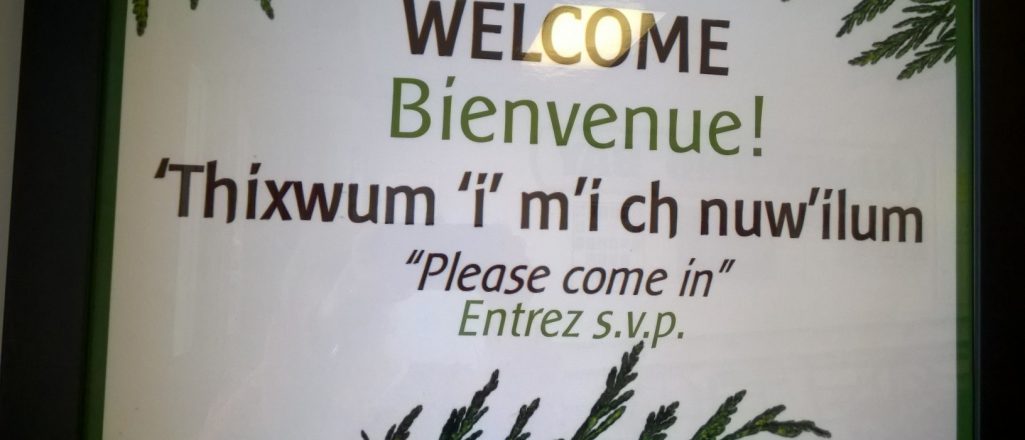 WELCOME
Bienvenue!
‘Thixwum ‘i’ m’i ch nuw’ilum
“Please come in”
Entrez s.v.p.